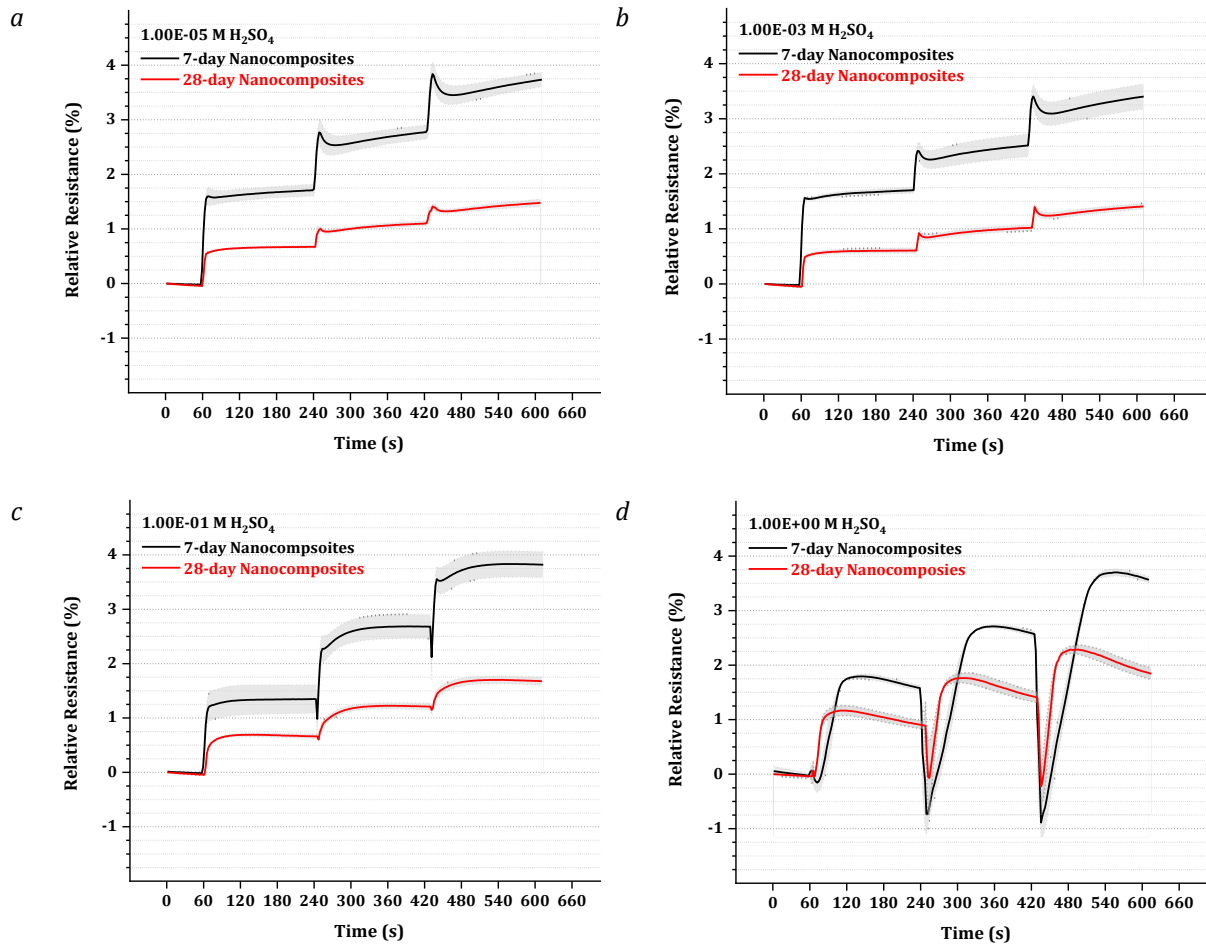 a
1.00E-05 M H₂SO₄
7-day Nanocomposites
28-day Nanocomposites
4
3
2
1
0
-1
Relative Resistance (%)
0 60 120 180 240 300 360 420 480 540 600 660
Time (s)
b
1.00E-03 M H₂SO₄
7-day Nanocomposites
28-day Nanocomposites
4
3
2
1
0
-1
Relative Resistance (%)
0 60 120 180 240 300 360 420 480 540 600 660
Time (s)
c
1.00E-01 M H₂SO₄
7-day Nanocompsoites
28-day Nanocomposites
4
3
2
1
0
-1
Relative Resistance (%)
0 60 120 180 240 300 360 420 480 540 600 660
Time (s)
d
1.00E+00 M H₂SO₄
7-day Nanocomposites
28-day Nanocomposies
4
3
2
1
0
-1
Relative Resistance (%)
0 60 120 180 240 300 360 420 480 540 600 660
Time (s)